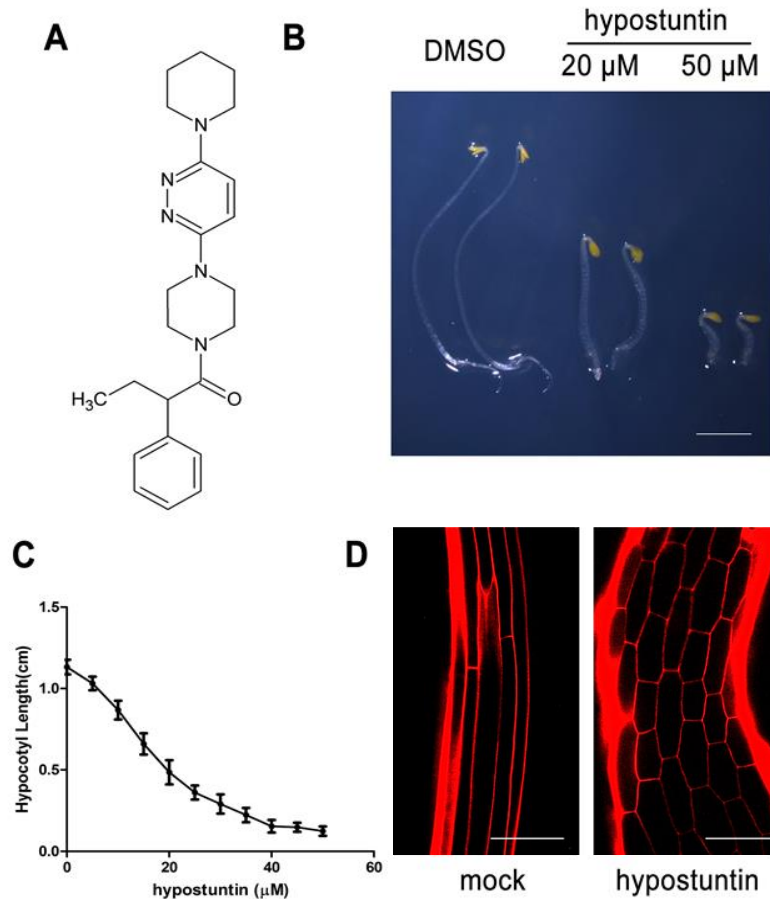 A
N
N
N
N
N
H₃C
O
B
hypostuntin
DMSO
20 µM
50 µM
C
Hypocotyl Length(cm)
1.5
1.0
0.5
0.0
0
20
40
60
hypostuntin (µM)
D
mock
hypostuntin